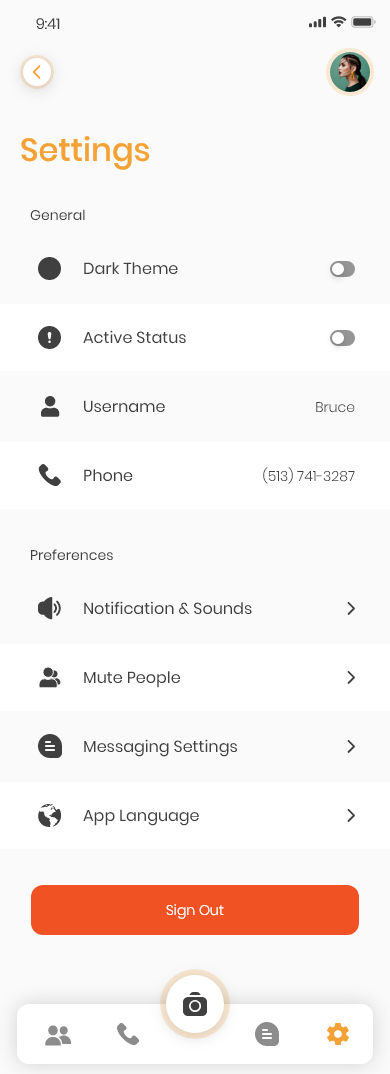 9:41
Settings
General
Dark Theme
Active Status
Username Bruce
Phone (513) 741-3287
Preferences
Notification & Sounds
Mute People
Messaging Settings
App Language
Sign Out